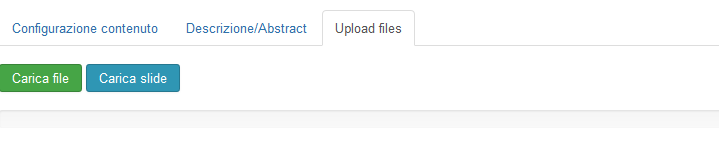 Configurazione contenuto Descrizione/Abstract Upload files
Carica file Carica slide